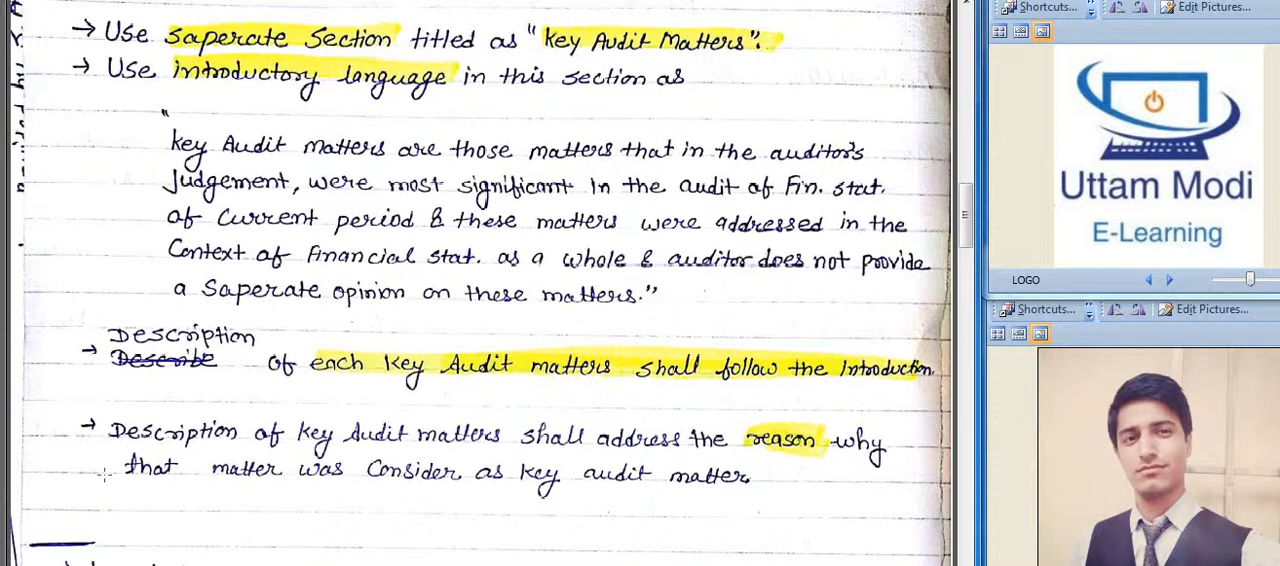 → Use saperate section titled as "Key Audit Matters".
→ Use introductory language in this section as
"
Key Audit matters are those matters that in the auditor's
Judgement, were most significant In the audit of Fin. stat.
of Current period & these matters were addressed in the
Context of Financial stat. as a whole & auditor does not provide
a Saperate opinion on these matters."
Description
→ Describe of each Key Audit matters shall follow the Introduction.
→ Description of Key Audit matters shall address the reason why
that matter was Consider as Key audit matter.
Shortcuts...
Edit Pictures...
Uttam Modi
E-Learning
LOGO
Shortcuts...
Edit Pictures...